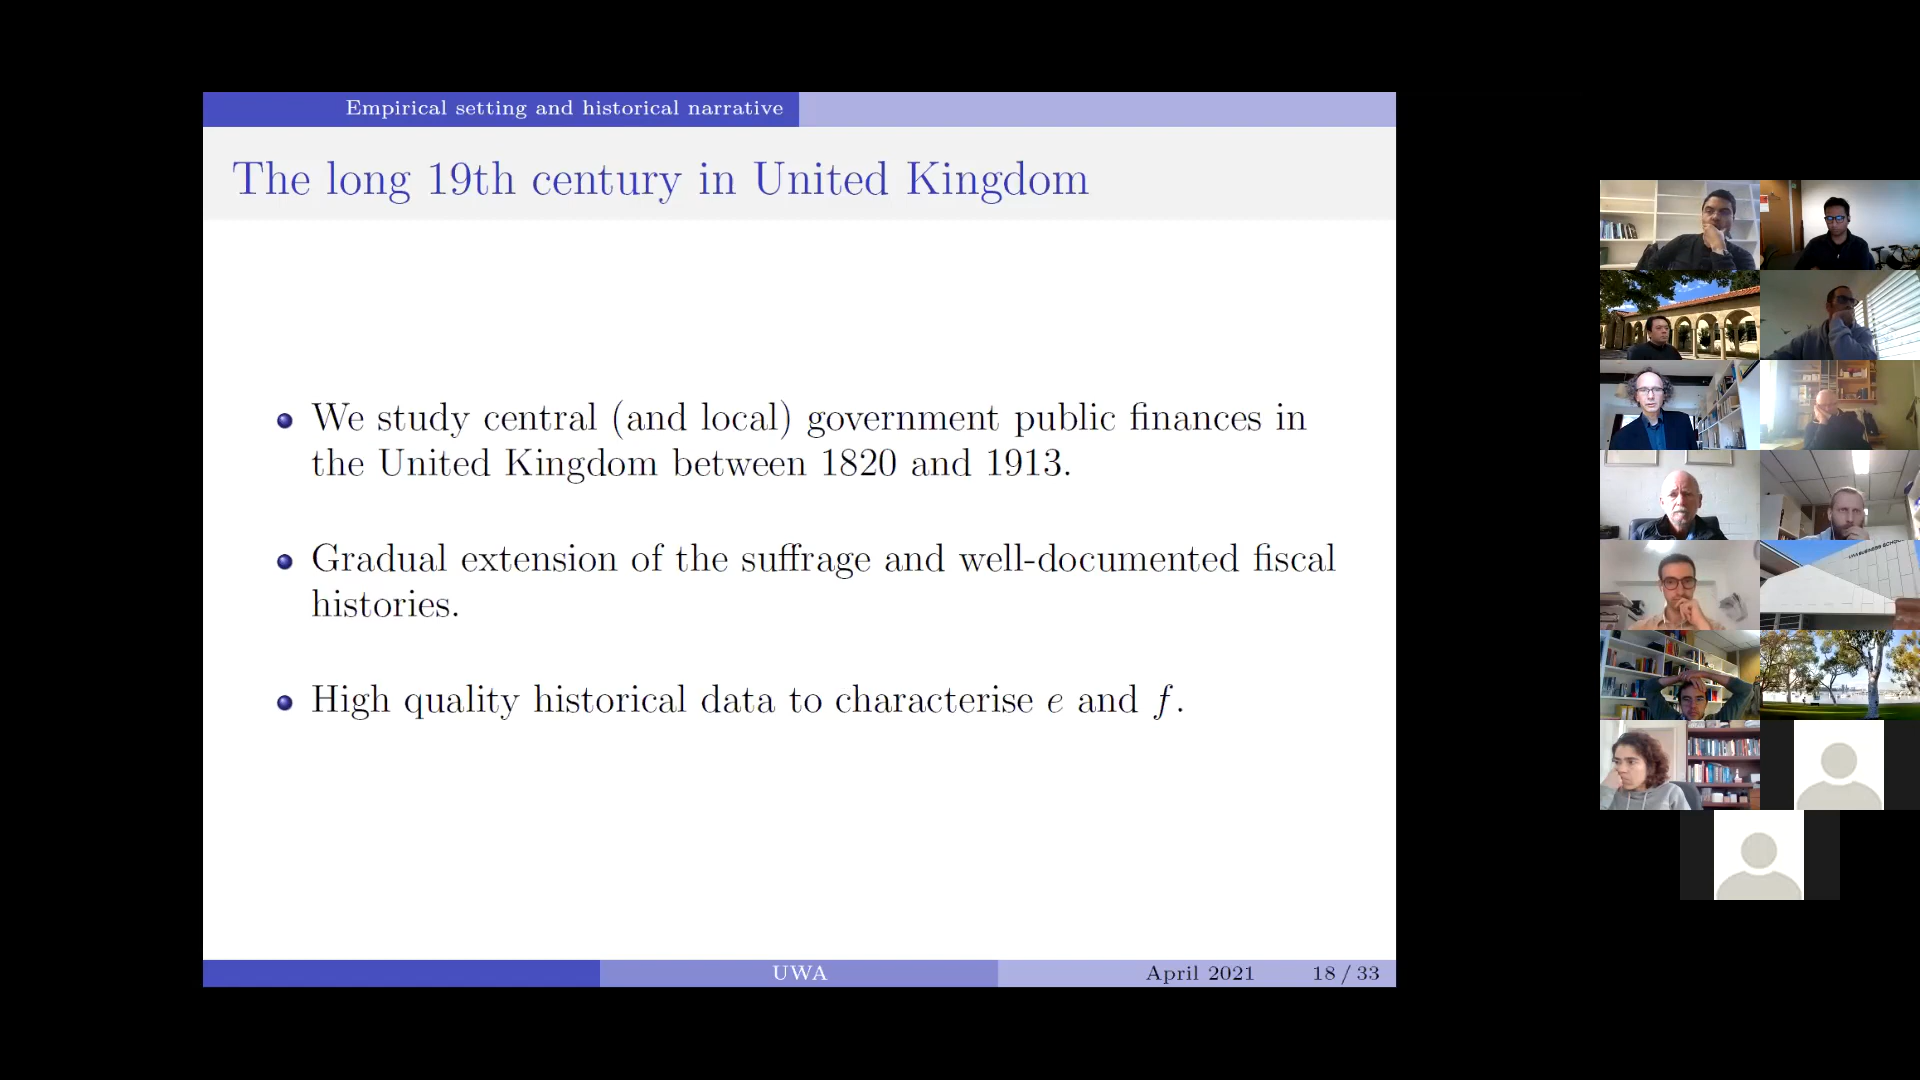 Empirical setting and historical narrative
The long 19th century in United Kingdom
We study central (and local) government public finances in
the United Kingdom between 1820 and 1913.
Gradual extension of the suffrage and well-documented fiscal
histories.
High quality historical data to characterise e and f.
UWA
April 2021
18 / 33